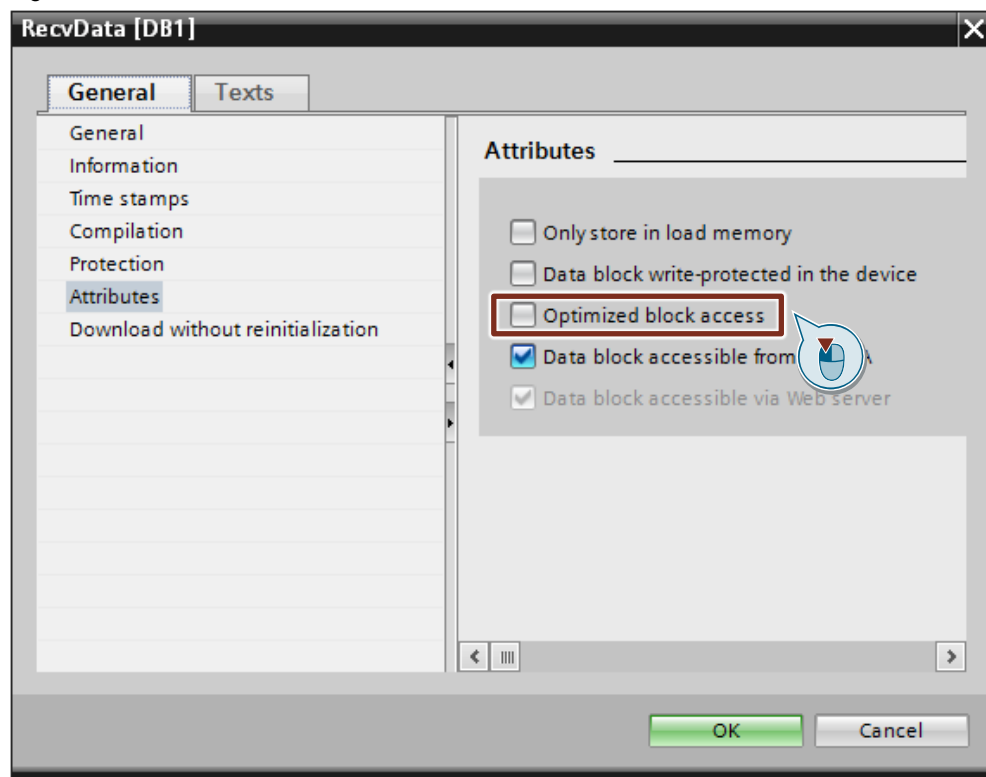 RecvData [DB1]
General Texts
General
Information
Time stamps
Compilation
Protection
Attributes
Download without reinitialization
Attributes
Only store in load memory
Data block write-protected in the device
Optimized block access
Data block accessible from
Data block accessible via Web server
OK Cancel